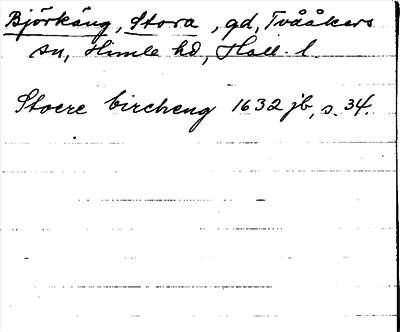 Björkäng, Stora, gd, Tvååkers
sn, Himle hd, Hall. l.
Stoere bircheng 1632 jb, s. 34.